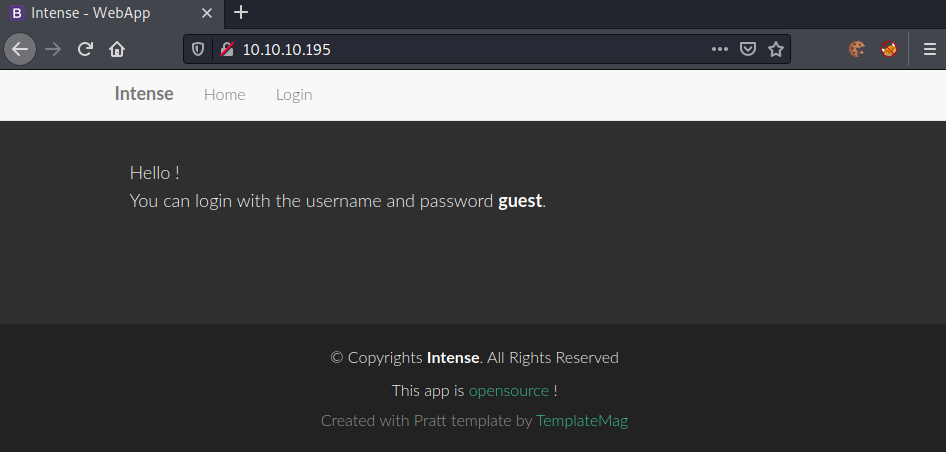 Intense - WebApp
10.10.10.195
Intense Home Login
Hello !
You can login with the username and password guest.
© Copyrights Intense. All Rights Reserved
This app is opensource !
Created with Pratt template by TemplateMag